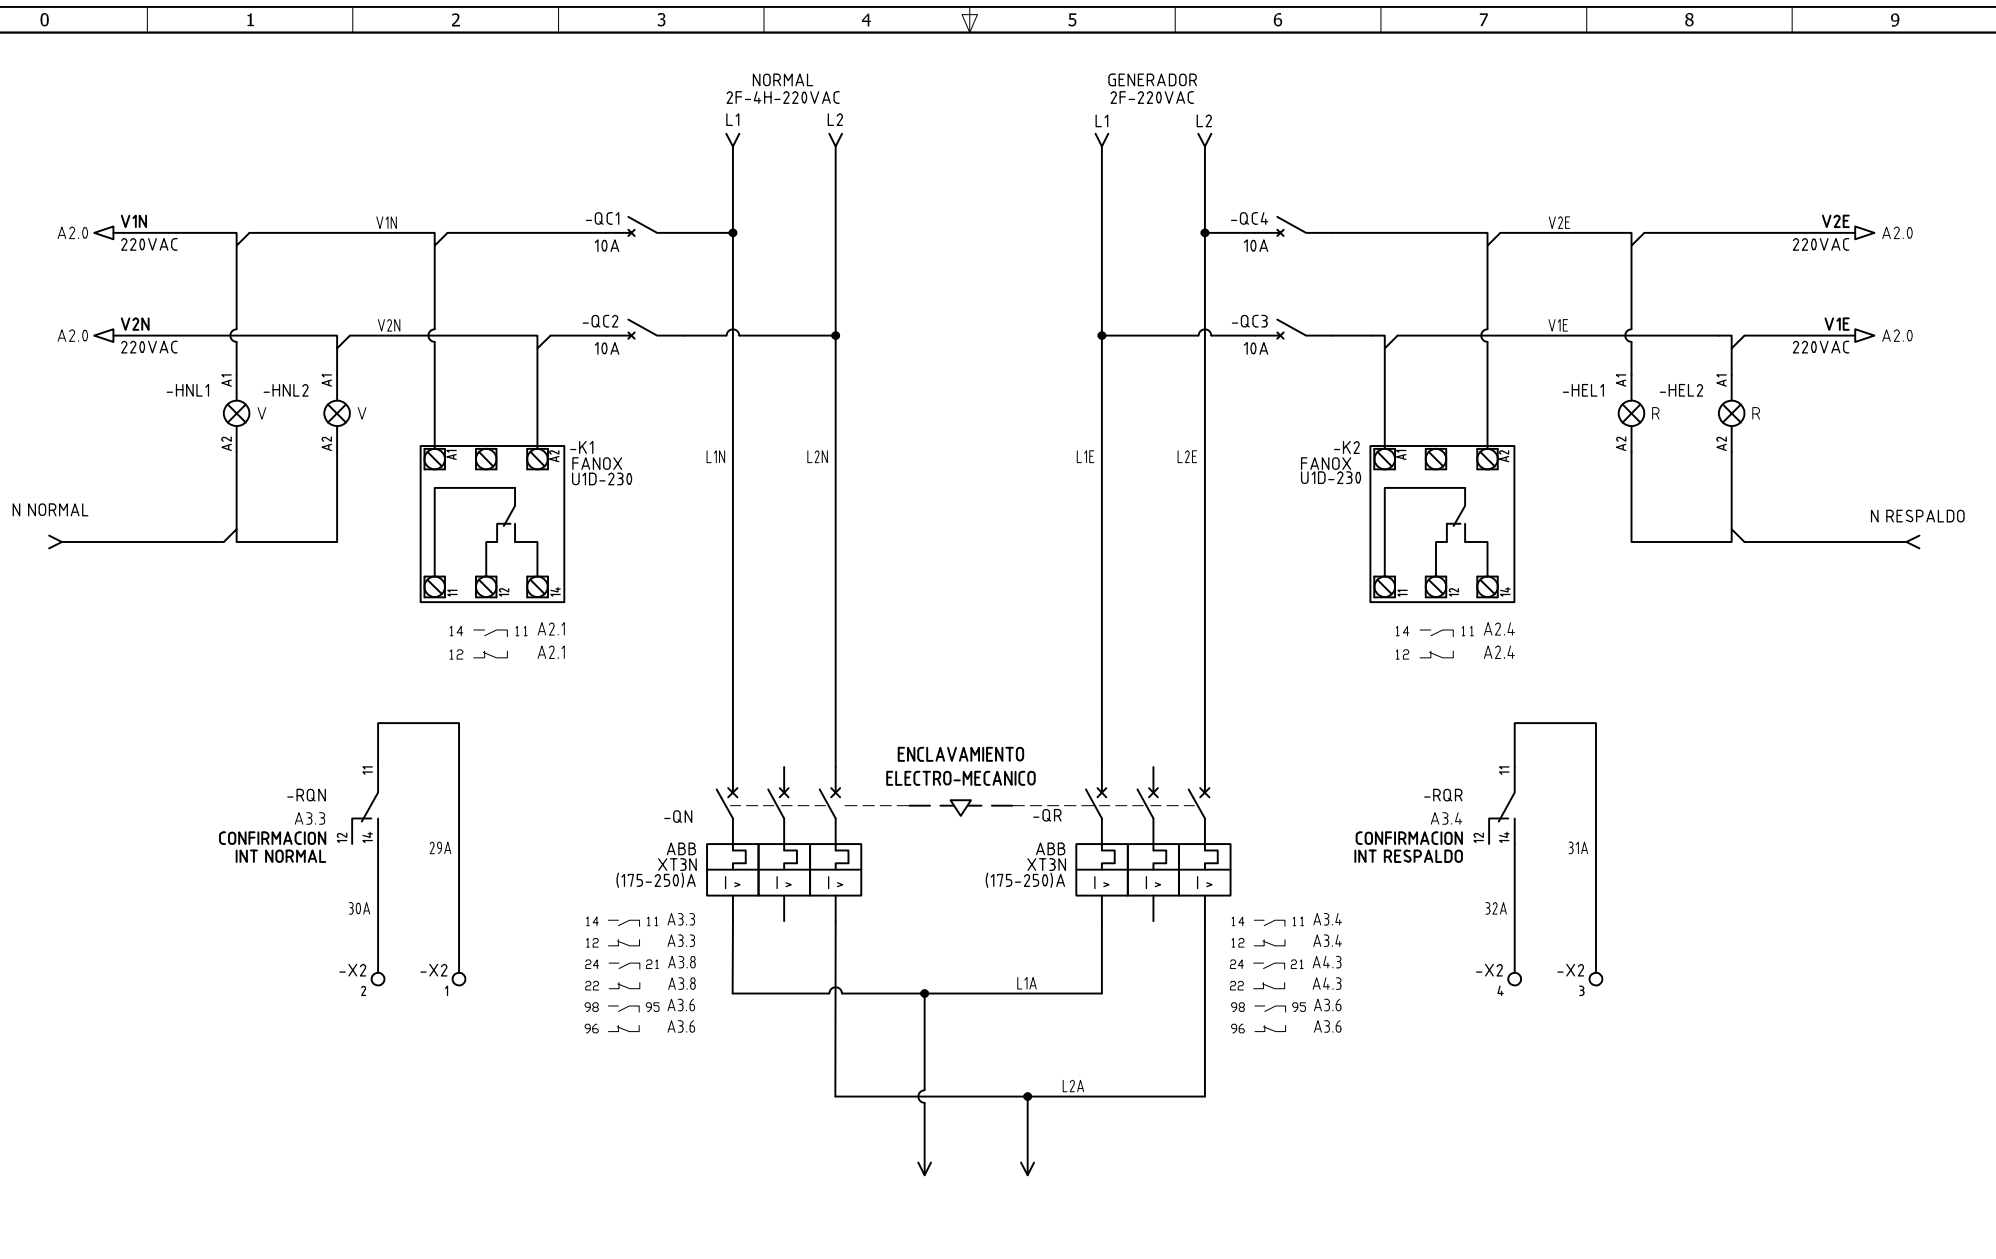 0 1 2 3 4 5 6 7 8 9
NORMAL
2F-4H-220VAC
L1 L2
GENERADOR
2F-220VAC
L1 L2
A2.0 V1N
220VAC
V1N
-QC1
10A
-QC4
10A
V2E
V2E A2.0
220VAC
A2.0 V2N
220VAC
V2N
-QC2
10A
-QC3
10A
V1E
V1E A2.0
220VAC
-HNL1 A1 V A2
-HNL2 A1 V A2
-HEL1 A1 R A2
-HEL2 A1 R A2
A1 A2
-K1
FANOX
U1D-230
11 12 14
L1N L2N L1E L2E
A1 A2
-K2
FANOX
U1D-230
11 12 14
N NORMAL
N RESPALDO
14 11 A2.1
12 A2.1
14 11 A2.4
12 A2.4
-RQN
A3.3
CONFIRMACION
INT NORMAL
11
12 14
29A
30A
-X2
2
-X2
1
ENCLAVAMIENTO
ELECTRO-MECANICO
-QN
ABB
XT3N
(175-250)A
I > I > I >
-QR
ABB
XT3N
(175-250)A
I > I > I >
14 11 A3.3
12 A3.3
24 21 A3.8
22 A3.8
98 95 A3.6
96 A3.6
14 11 A3.4
12 A3.4
24 21 A4.3
22 A4.3
98 95 A3.6
96 A3.6
-RQR
A3.4
CONFIRMACION
INT RESPALDO
11
12 14
31A
32A
-X2
4
-X2
3
L1A
L2A